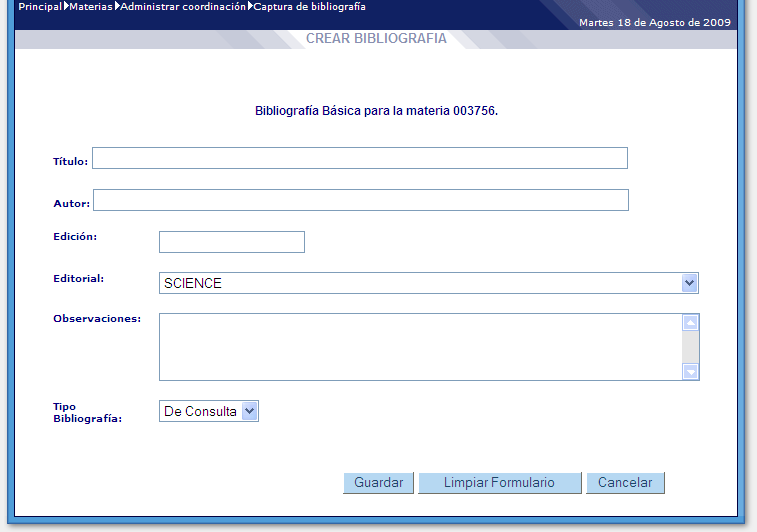 Principal Materias Administrar coordinación Captura de bibliografía
Martes 18 de Agosto de 2009
CREAR BIBLIOGRAFIA
Bibliografía Básica para la materia 003756.
Título:
Autor:
Edición:
Editorial: SCIENCE
Observaciones:
Tipo
Bibliografía: De Consulta
Guardar Limpiar Formulario Cancelar